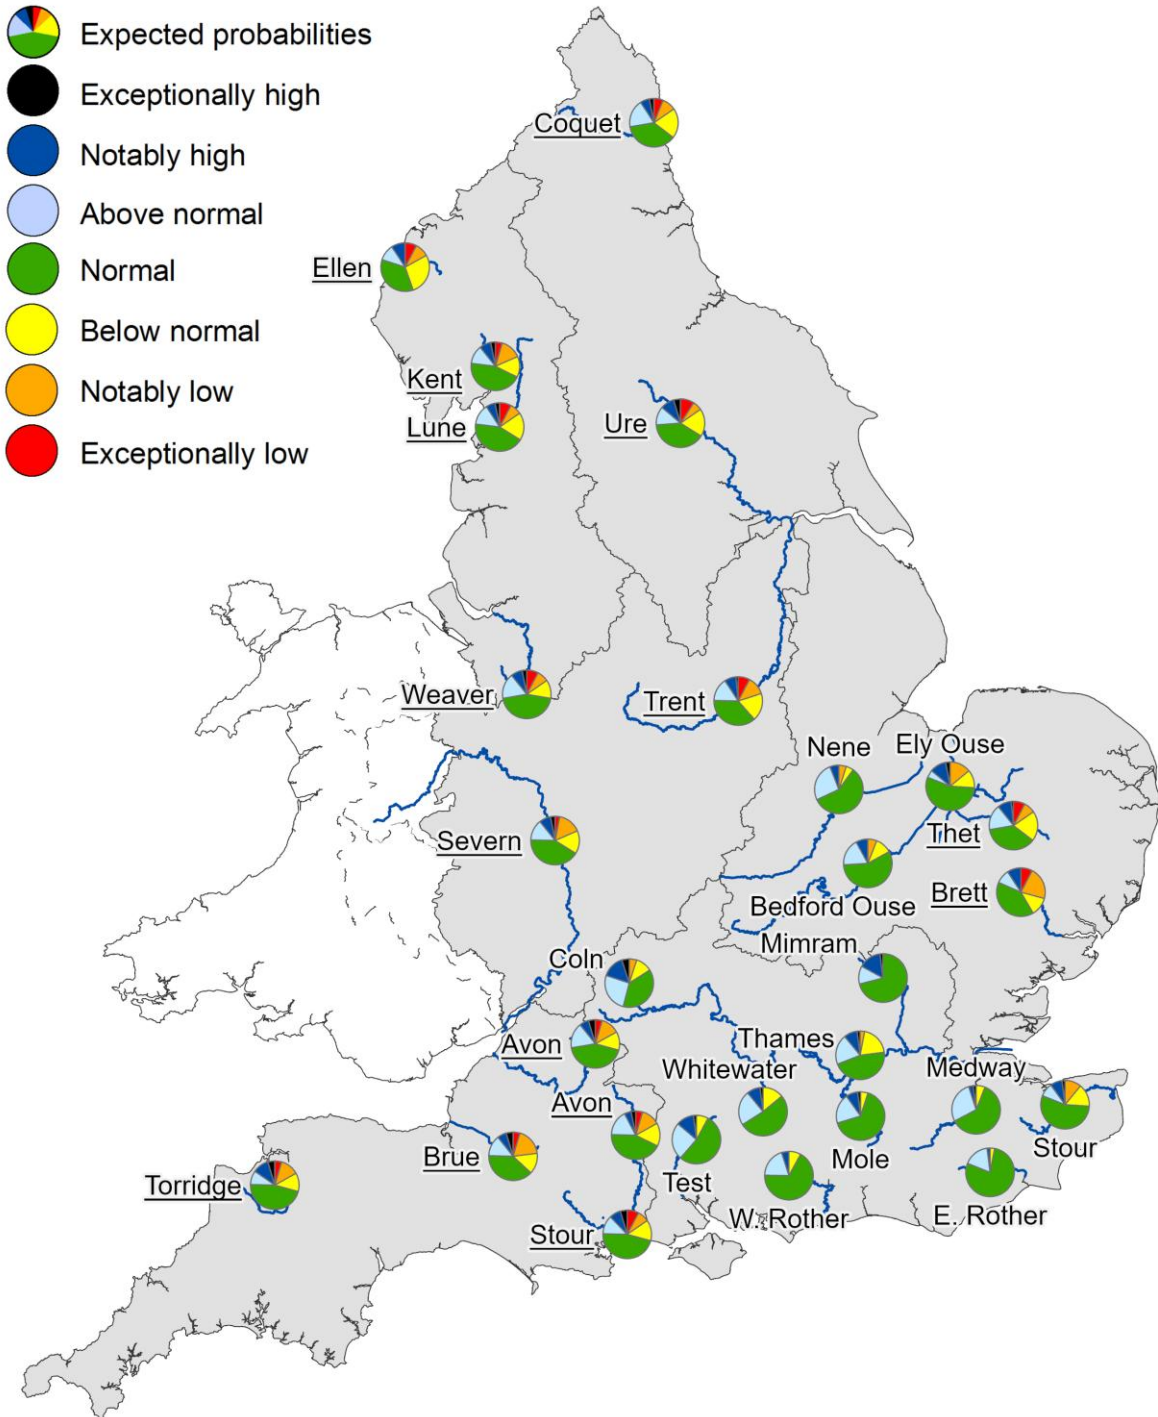 Expected probabilities
Exceptionally high
Notably high
Above normal
Normal
Below normal
Notably low
Exceptionally low
Coquet
Ellen
Kent
Lune
Ure
Weaver
Trent
Nene
Ely Ouse
Severn
Thet
Bedford Ouse
Brett
Mimram
Coln
Avon
Thames
Whitewater
Medway
Avon
Brue
Test
Mole
Stour
Torridge
W. Rother
E. Rother
Stour